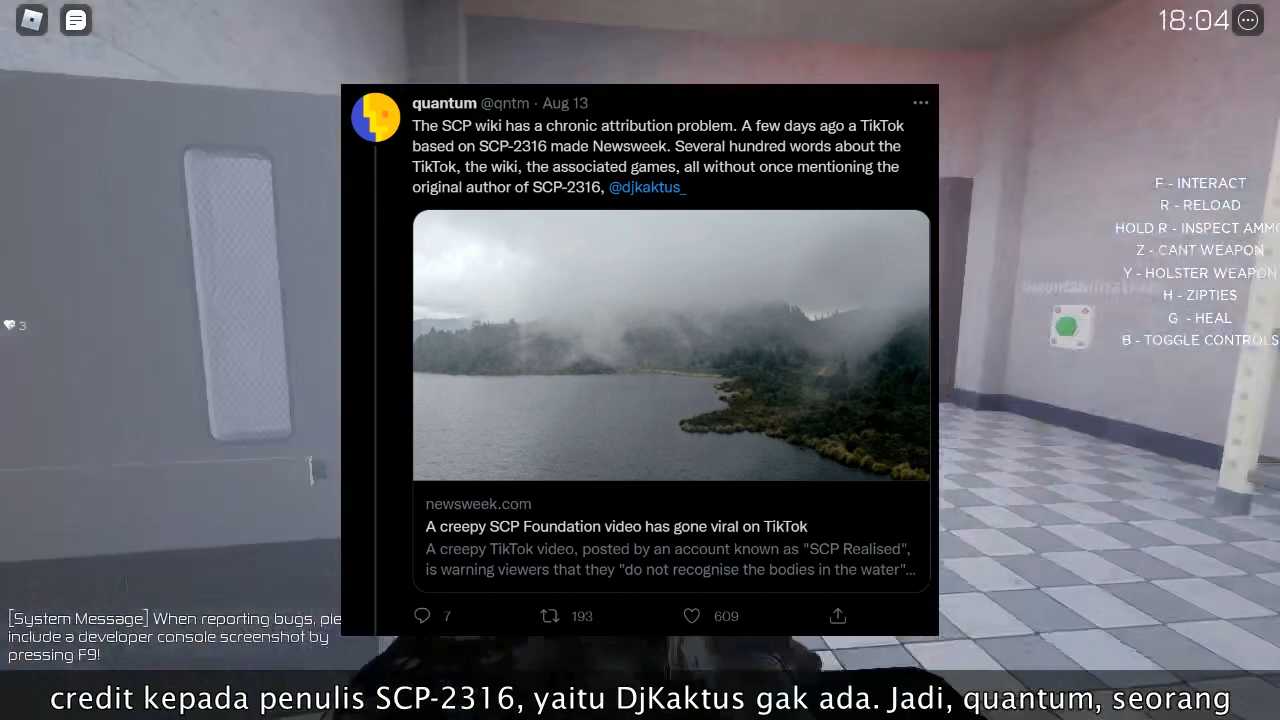 18:04
quantum @qntm · Aug 13
The SCP wiki has a chronic attribution problem. A few days ago a TikTok
based on SCP-2316 made Newsweek. Several hundred words about the
TikTok, the wiki, the associated games, all without once mentioning the
original author of SCP-2316, @djkaktus_
newsweek.com
A creepy SCP Foundation video has gone viral on TikTok
A creepy TikTok video, posted by an account known as "SCP Realised",
is warning viewers that they "do not recognise the bodies in the water"...
7 193 609
F - INTERACT
R - RELOAD
HOLD R - INSPECT AMMO
Z - CANT WEAPON
Y - HOLSTER WEAPON
H - ZIPTIES
G - HEAL
B - TOGGLE CONTROLS
3
[System Message] When reporting bugs, ple
include a developer console screenshot by
pressing F9!
credit kepada penulis SCP-2316, yaitu DjKaktus gak ada. Jadi, quantum, seorang